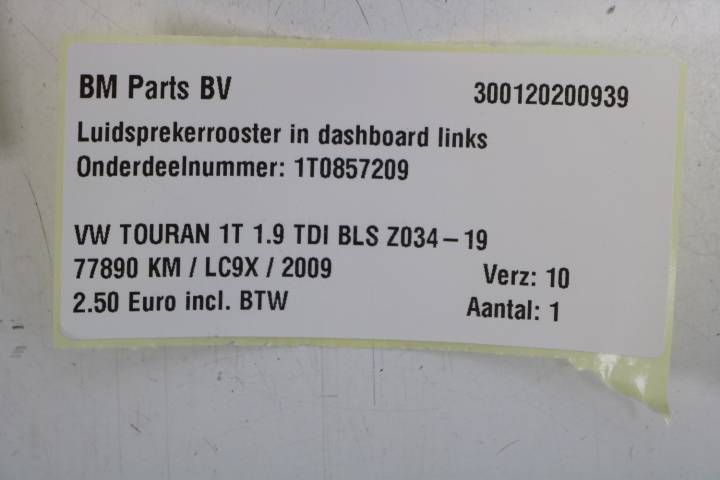 BM Parts BV 300120200939
Luidsprekerrooster in dashboard links
Onderdeelnummer: 1T0857209
VW TOURAN 1T 1.9 TDI BLS Z034-19
77890 KM / LC9X / 2009 Verz: 10
2.50 Euro incl. BTW Aantal: 1